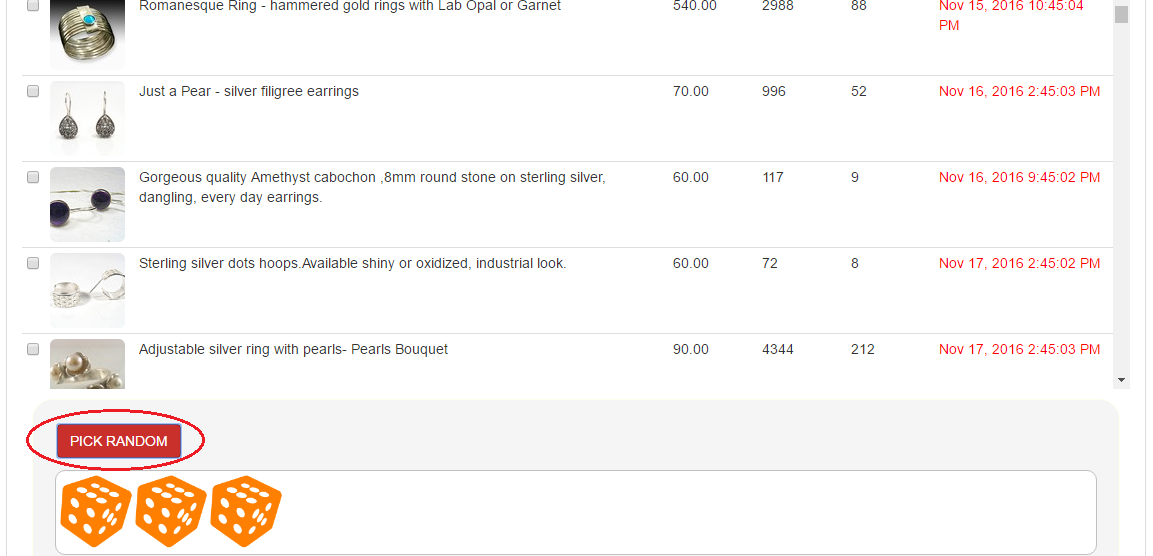 Romanesque Ring - hammered gold rings with Lab Opal or Garnet 540.00 2988 88 Nov 15, 2016 10:45:04
PM
Just a Pear - silver filigree earrings 70.00 996 52 Nov 16, 2016 2:45:03 PM
Gorgeous quality Amethyst cabochon ,8mm round stone on sterling silver, 60.00 117 9 Nov 16, 2016 9:45:02 PM
dangling, every day earrings.
Sterling silver dots hoops.Available shiny or oxidized, industrial look. 60.00 72 8 Nov 17, 2016 2:45:02 PM
Adjustable silver ring with pearls- Pearls Bouquet 90.00 4344 212 Nov 17, 2016 2:45:03 PM
PICK RANDOM